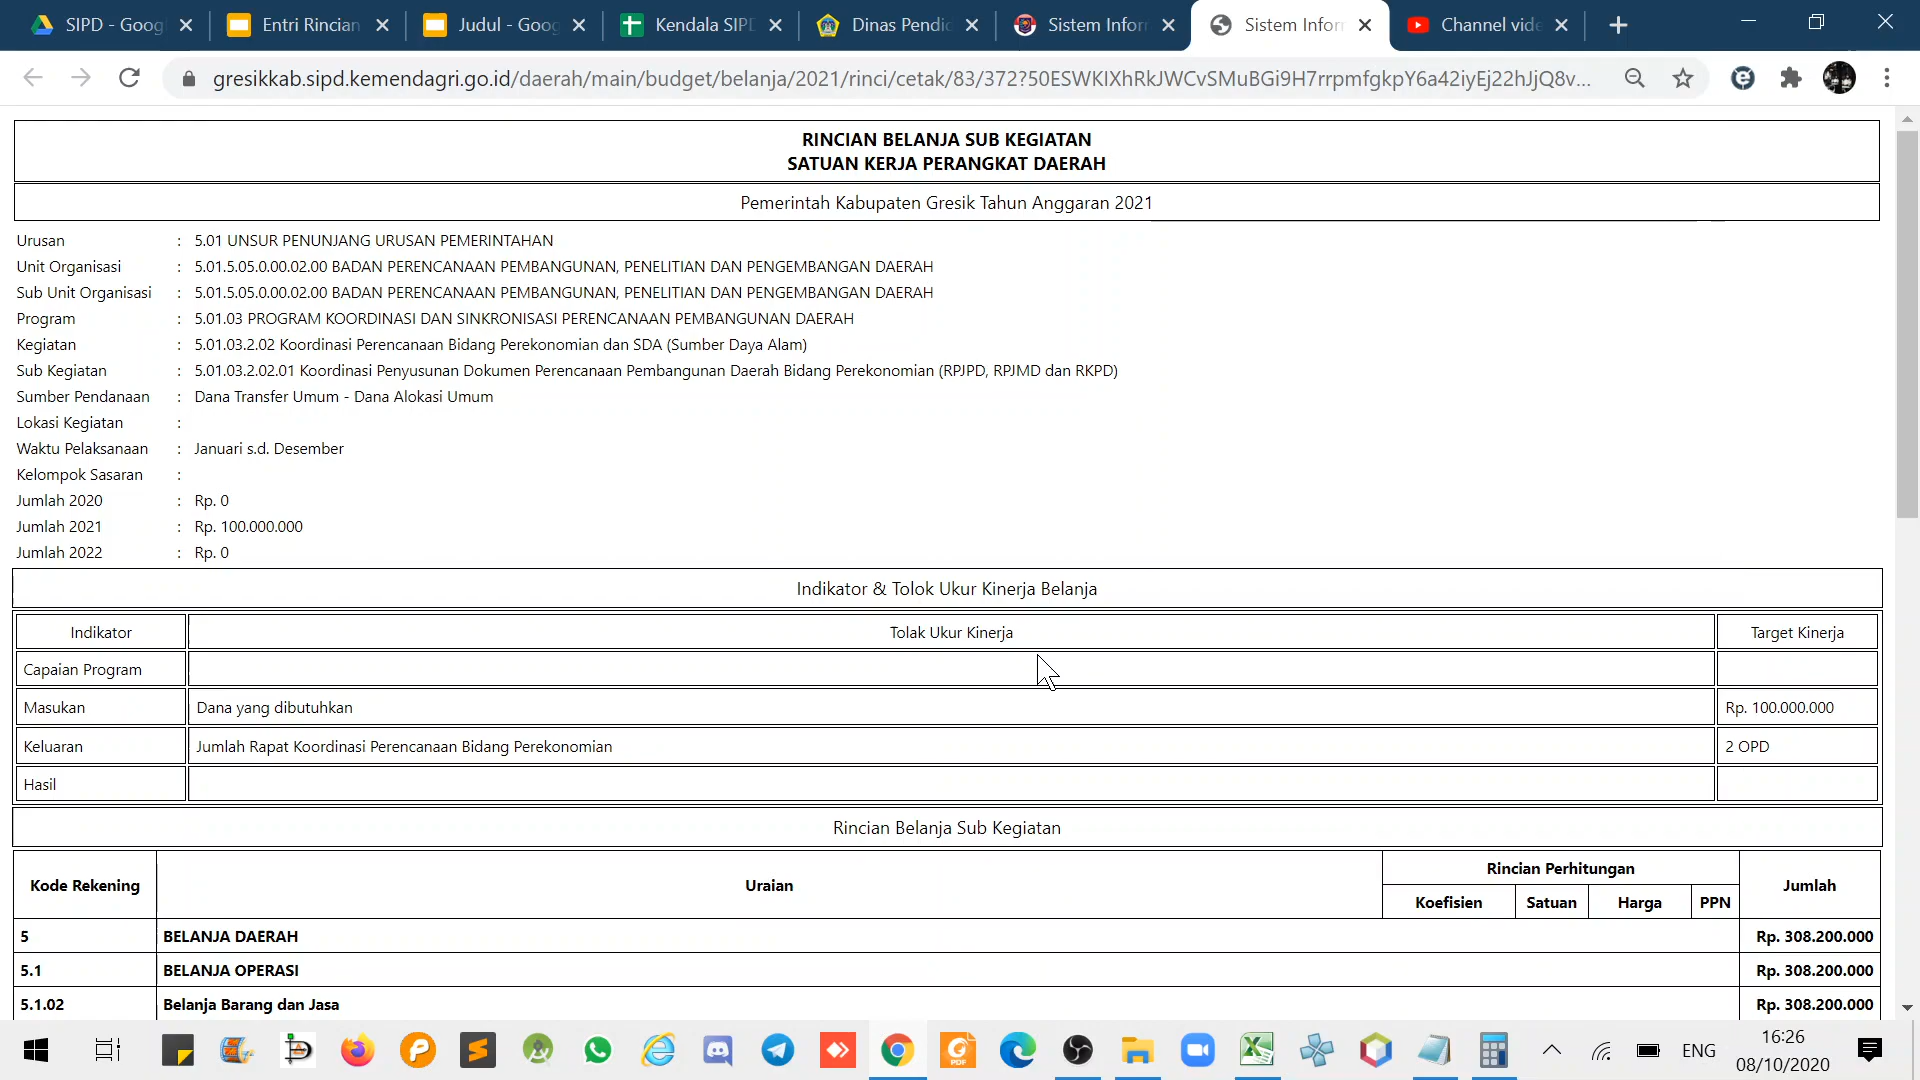 SIPD - Goog
Entri Rincian
Judul - Goog
Kendala SIPD
Dinas Pendid
Sistem Infor
Sistem Infor
Channel vide
gresikkab.sipd.kemendagri.go.id/daerah/main/budget/belanja/2021/rinci/cetak/83/372?50ESWKIXhRkJWCvSMuBGi9H7rrpmfgkpY6a42iyEj22hJjQ8v...
RINCIAN BELANJA SUB KEGIATAN
SATUAN KERJA PERANGKAT DAERAH
Pemerintah Kabupaten Gresik Tahun Anggaran 2021
Urusan : 5.01 UNSUR PENUNJANG URUSAN PEMERINTAHAN
Unit Organisasi : 5.01.5.05.0.00.02.00 BADAN PERENCANAAN PEMBANGUNAN, PENELITIAN DAN PENGEMBANGAN DAERAH
Sub Unit Organisasi : 5.01.5.05.0.00.02.00 BADAN PERENCANAAN PEMBANGUNAN, PENELITIAN DAN PENGEMBANGAN DAERAH
Program : 5.01.03 PROGRAM KOORDINASI DAN SINKRONISASI PERENCANAAN PEMBANGUNAN DAERAH
Kegiatan : 5.01.03.2.02 Koordinasi Perencanaan Bidang Perekonomian dan SDA (Sumber Daya Alam)
Sub Kegiatan : 5.01.03.2.02.01 Koordinasi Penyusunan Dokumen Perencanaan Pembangunan Daerah Bidang Perekonomian (RPJPD, RPJMD dan RKPD)
Sumber Pendanaan : Dana Transfer Umum - Dana Alokasi Umum
Lokasi Kegiatan :
Waktu Pelaksanaan : Januari s.d. Desember
Kelompok Sasaran :
Jumlah 2020 : Rp. 0
Jumlah 2021 : Rp. 100.000.000
Jumlah 2022 : Rp. 0
Indikator & Tolok Ukur Kinerja Belanja
Indikator Tolak Ukur Kinerja Target Kinerja
Capaian Program
Masukan Dana yang dibutuhkan Rp. 100.000.000
Keluaran Jumlah Rapat Koordinasi Perencanaan Bidang Perekonomian 2 OPD
Hasil
Rincian Belanja Sub Kegiatan
Kode Rekening Uraian Rincian Perhitungan Jumlah
Koefisien Satuan Harga PPN
5 BELANJA DAERAH Rp. 308.200.000
5.1 BELANJA OPERASI Rp. 308.200.000
5.1.02 Belanja Barang dan Jasa Rp. 308.200.000
ENG
16:26
08/10/2020